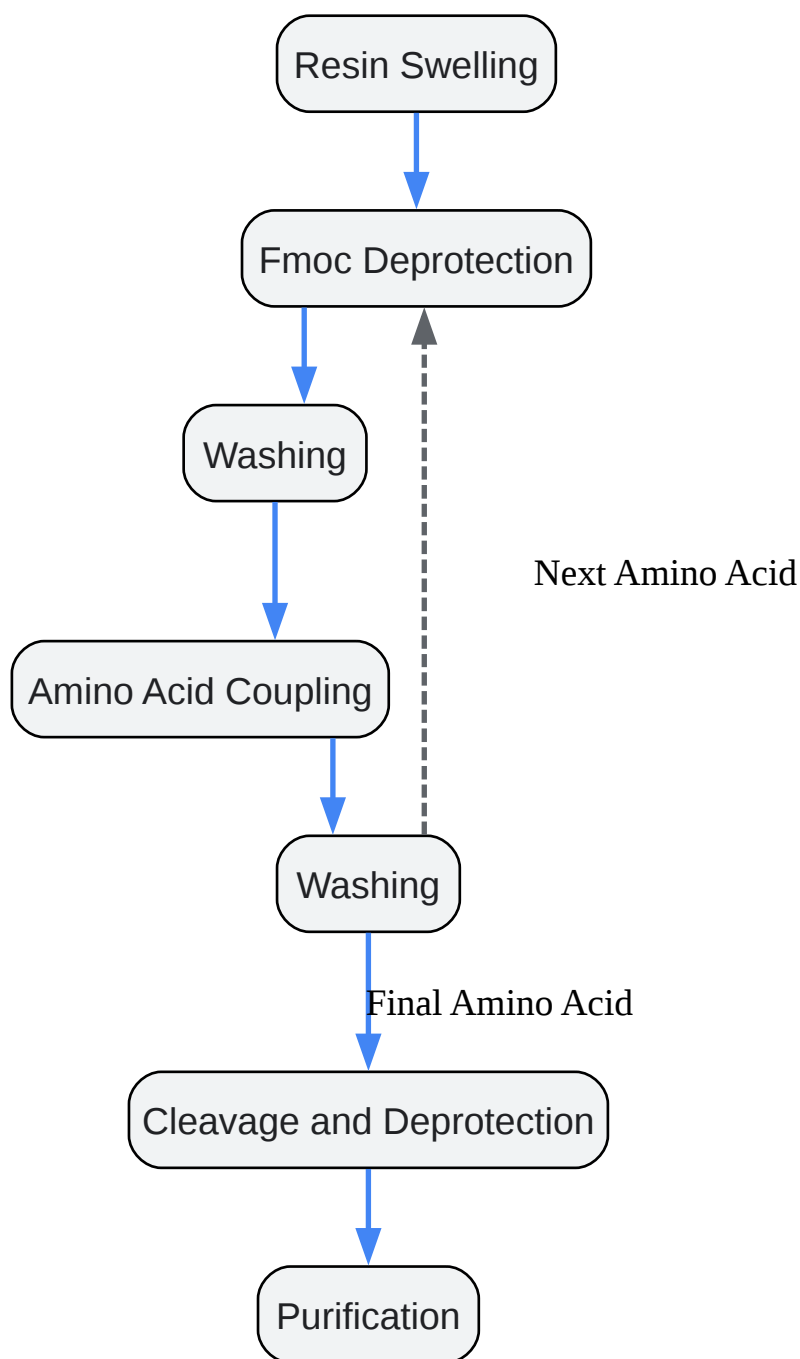 Resin Swelling
Fmoc Deprotection
Washing
Next Amino Acid
Amino Acid Coupling
Washing
Final Amino Acid
Cleavage and Deprotection
Purification